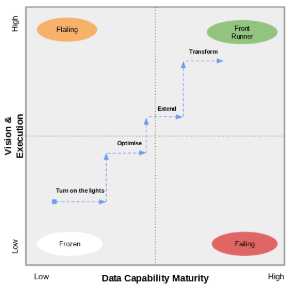 High
Flailing
Front
Runner
Transform
Extend
Vision &
Execution
Optimise
Turn on the lights
Low
Frozen
Failing
Low
Data Capability Maturity
High